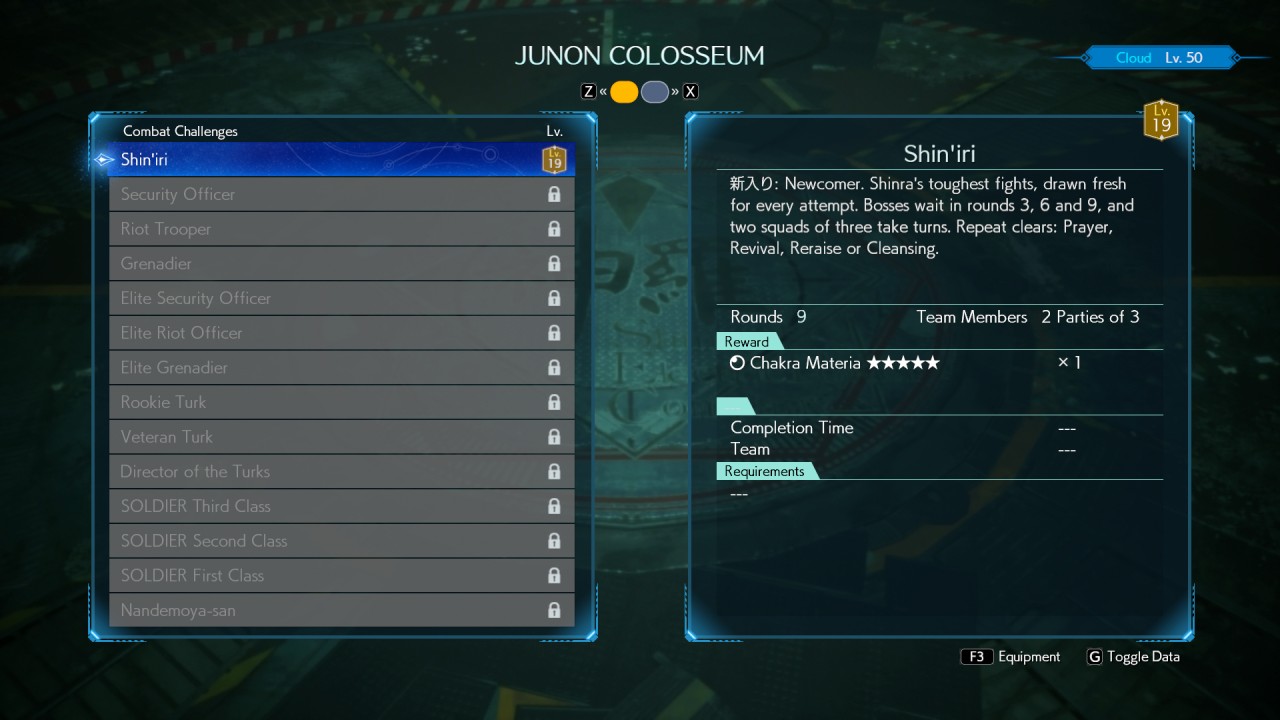 JUNON COLOSSEUM
Cloud Lv. 50
Z « » X
Combat Challenges Lv.
Shin'iri Lv. 19
Security Officer
Riot Trooper
Grenadier
Elite Security Officer
Elite Riot Officer
Elite Grenadier
Rookie Turk
Veteran Turk
Director of the Turks
SOLDIER Third Class
SOLDIER Second Class
SOLDIER First Class
Nandemoya-san
Lv. 19
Shin'iri
新入り: Newcomer. Shinra's toughest fights, drawn fresh
for every attempt. Bosses wait in rounds 3, 6 and 9, and
two squads of three take turns. Repeat clears: Prayer,
Revival, Reraise or Cleansing.
Rounds 9 Team Members 2 Parties of 3
Reward
Chakra Materia ★★★★★ × 1
Completion Time ---
Team ---
Requirements
---
F3 Equipment G Toggle Data